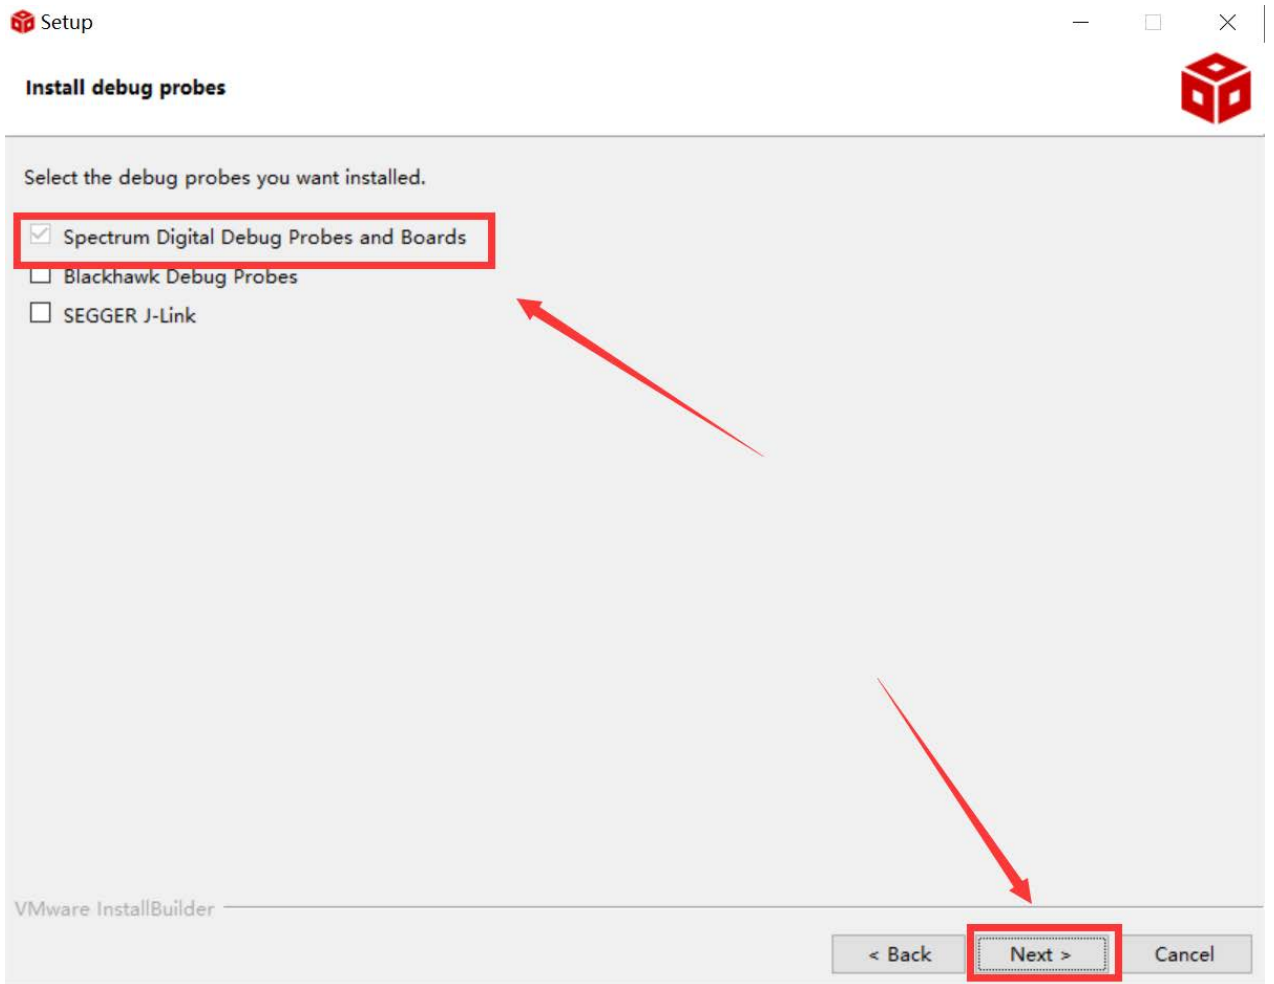 Setup
Install debug probes
Select the debug probes you want installed.
Spectrum Digital Debug Probes and Boards
Blackhawk Debug Probes
SEGGER J-Link
VMware InstallBuilder
< Back
Next >
Cancel